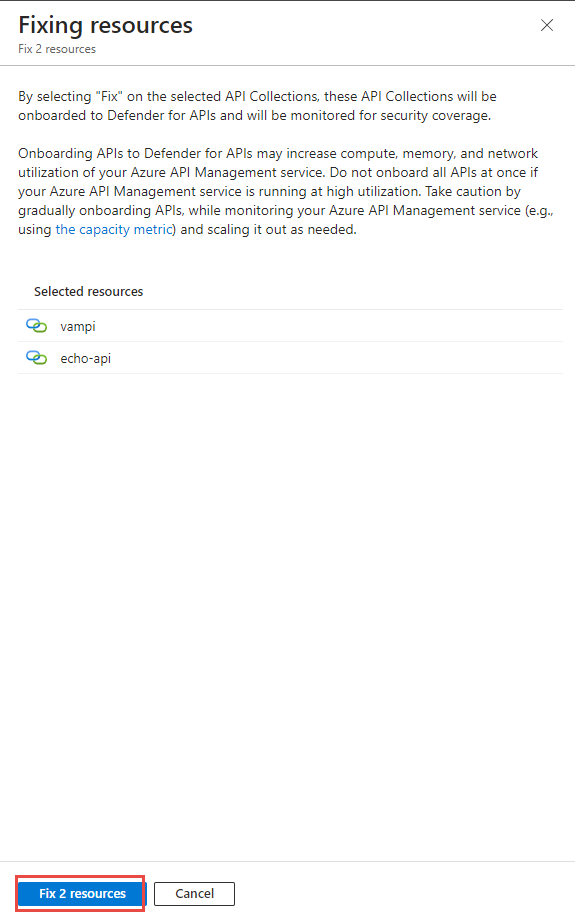 Fixing resources
Fix 2 resources
By selecting "Fix" on the selected API Collections, these API Collections will be
onboarded to Defender for APIs and will be monitored for security coverage.
Onboarding APIs to Defender for APIs may increase compute, memory, and network
utilization of your Azure API Management service. Do not onboard all APIs at once if
your Azure API Management service is running at high utilization. Take caution by
gradually onboarding APIs, while monitoring your Azure API Management service (e.g.,
using the capacity metric) and scaling it out as needed.
Selected resources
vampi
echo-api
Fix 2 resources
Cancel